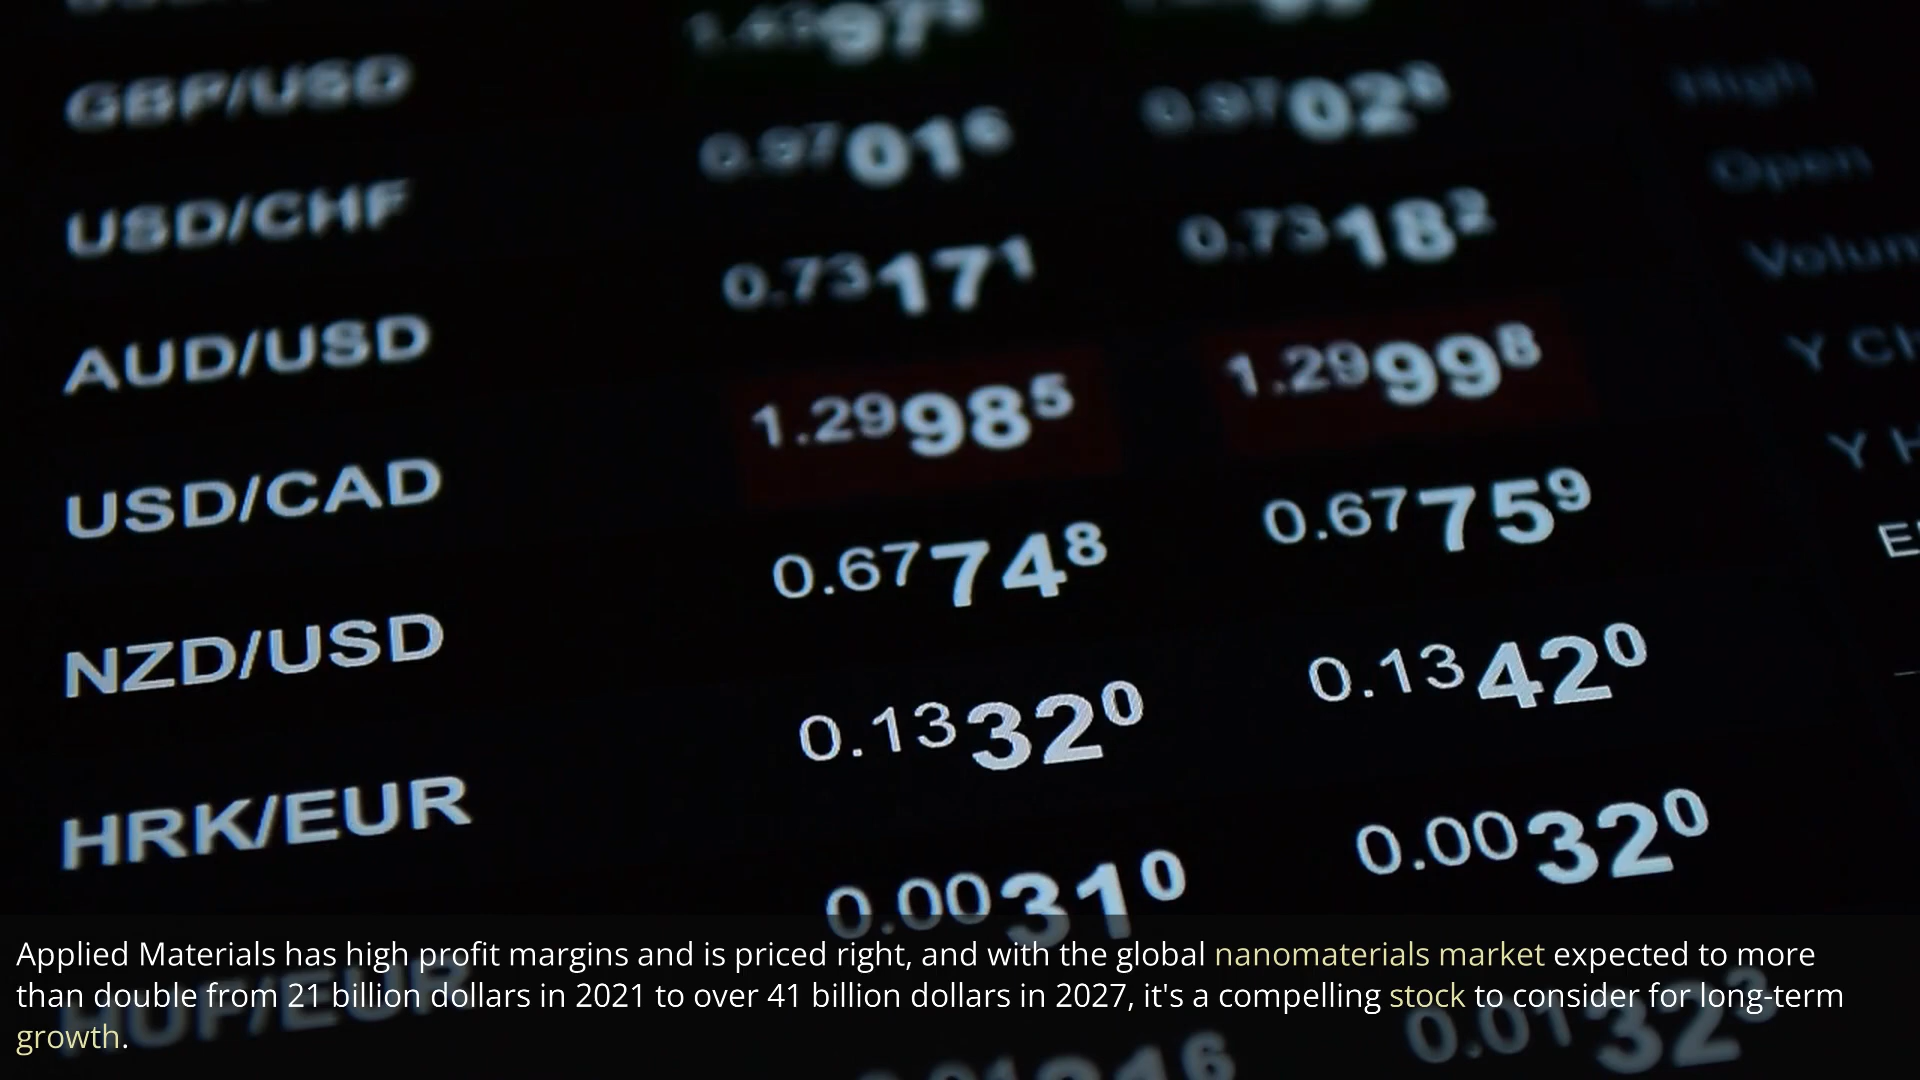 GBP/USD
0.97016 0.97028 High
USD/CHF
0.73171 0.73182 Open
AUD/USD
1.29985 1.29998
USD/CAD
0.67748 0.67759
NZD/USD
0.13320 0.13420
HRK/EUR
0.00310 0.00320
HUF/EUR
Applied Materials has high profit margins and is priced right, and with the global nanomaterials market expected to more
than double from 21 billion dollars in 2021 to over 41 billion dollars in 2027, it's a compelling stock to consider for long-term
growth.